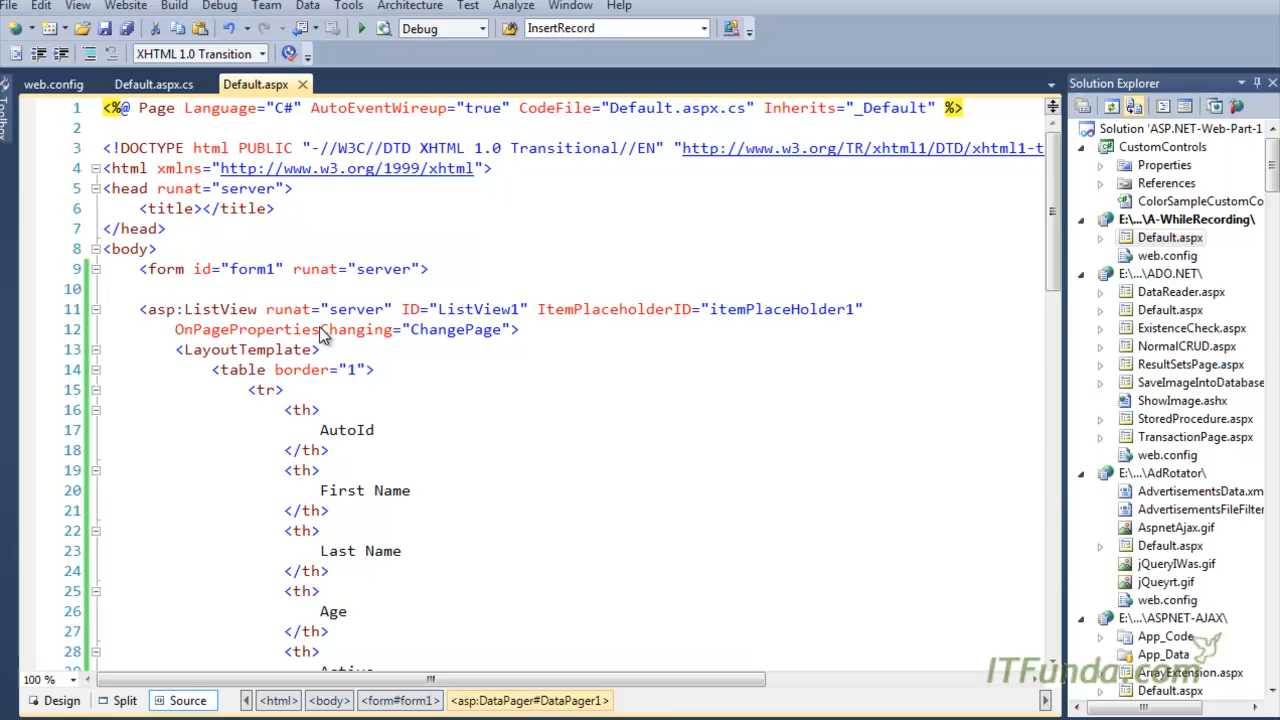 File Edit View Website Build Debug Team Data Tools Architecture Test Analyze Window Help
Debug InsertRecord
XHTML 1.0 Transition
web.config Default.aspx.cs Default.aspx
1 <%@ Page Language="C#" AutoEventWireup="true" CodeFile="Default.aspx.cs" Inherits="_Default" %>
2
3 <!DOCTYPE html PUBLIC "-//W3C//DTD XHTML 1.0 Transitional//EN" "http://www.w3.org/TR/xhtml1/DTD/xhtml1-t
4 <html xmlns="http://www.w3.org/1999/xhtml">
5 <head runat="server">
6 <title></title>
7 </head>
8 <body>
9 <form id="form1" runat="server">
10
11 <asp:ListView runat="server" ID="ListView1" ItemPlaceholderID="itemPlaceHolder1"
12 OnPagePropertiesChanging="ChangePage">
13 <LayoutTemplate>
14 <table border="1">
15 <tr>
16 <th>
17 AutoId
18 </th>
19 <th>
20 First Name
21 </th>
22 <th>
23 Last Name
24 </th>
25 <th>
26 Age
27 </th>
28 <th>
29 Active
100 %
Design Split Source <html> <body> <form#form1> <asp:DataPager#DataPager1>
Toolbox
Solution Explorer
Solution 'ASP.NET-Web-Part-1
CustomControls
Properties
References
ColorSampleCustomCo
E:\...\A-WhileRecording\
Default.aspx
web.config
E:\...\ADO.NET\
DataReader.aspx
Default.aspx
ExistenceCheck.aspx
NormalCRUD.aspx
ResultSetsPage.aspx
SaveImageIntoDatabase
ShowImage.ashx
StoredProcedure.aspx
TransactionPage.aspx
web.config
E:\...\AdRotator\
AdvertisementsData.xm
AdvertisementsFileFilter
AspnetAjax.gif
Default.aspx
jQueryIWas.gif
jQueyrt.gif
web.config
E:\...\ASPNET-AJAX\
App_Code
App_Data
ArrayExtension.aspx
Default.aspx
ITFunda.com